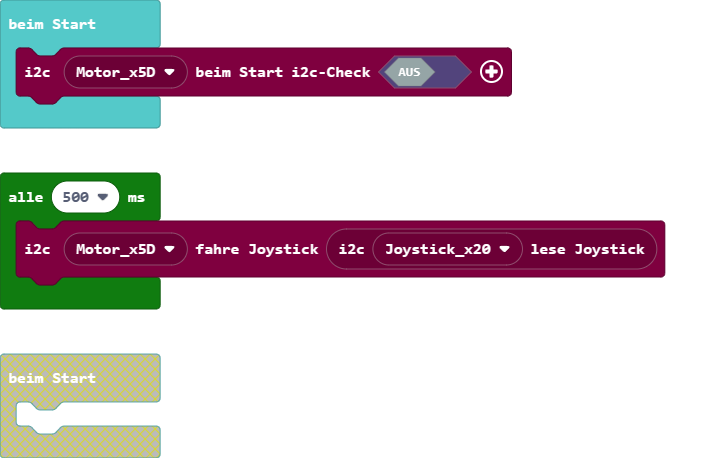 beim Start
i2c Motor_x5D beim Start i2c-Check AUS
alle 500 ms
i2c Motor_x5D fahre Joystick i2c Joystick_x20 lese Joystick
beim Start